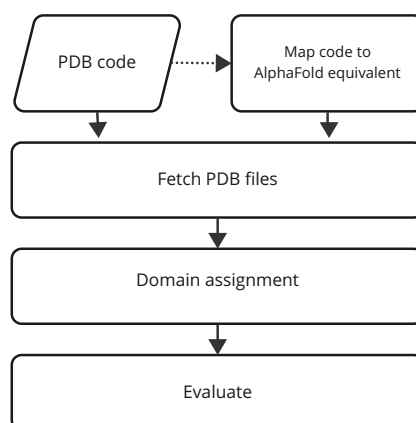 PDB code
Map code to
AlphaFold equivalent
Fetch PDB files
Domain assignment
Evaluate